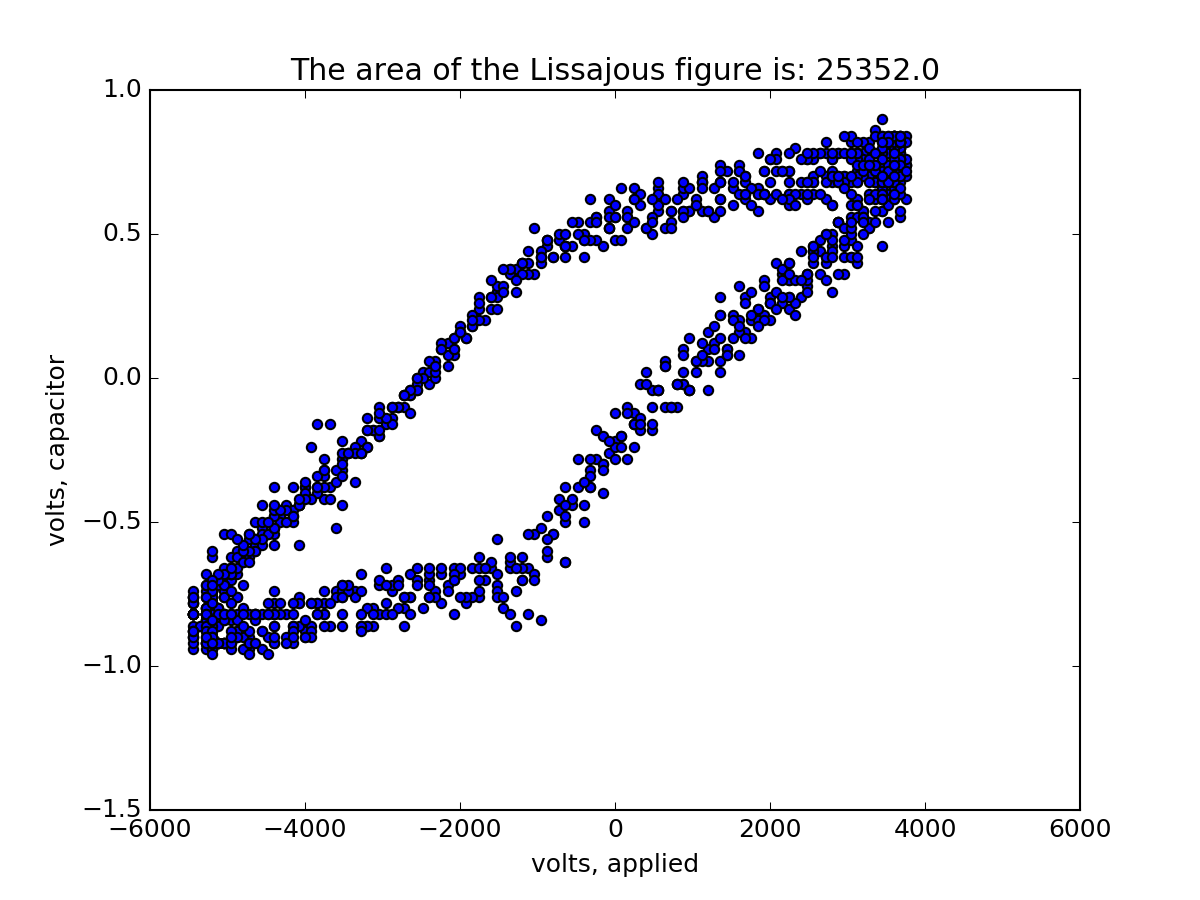 The area of the Lissajous figure is: 25352.0
1.0
0.5
0.0
−0.5
−1.0
−1.5
volts, capacitor
−6000 −4000 −2000 0 2000 4000 6000
volts, applied